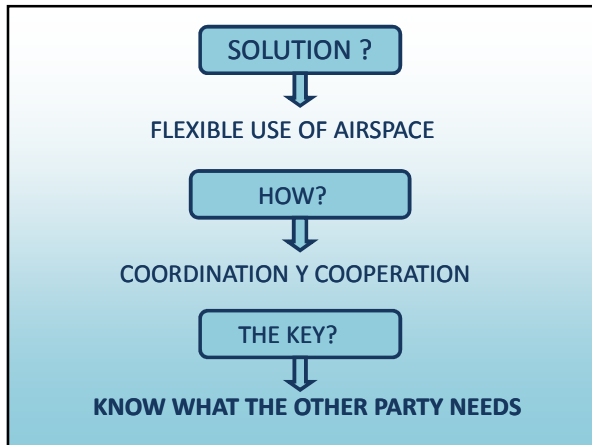 SOLUTION ?
FLEXIBLE USE OF AIRSPACE
HOW?
COORDINATION Y COOPERATION
THE KEY?
KNOW WHAT THE OTHER PARTY NEEDS